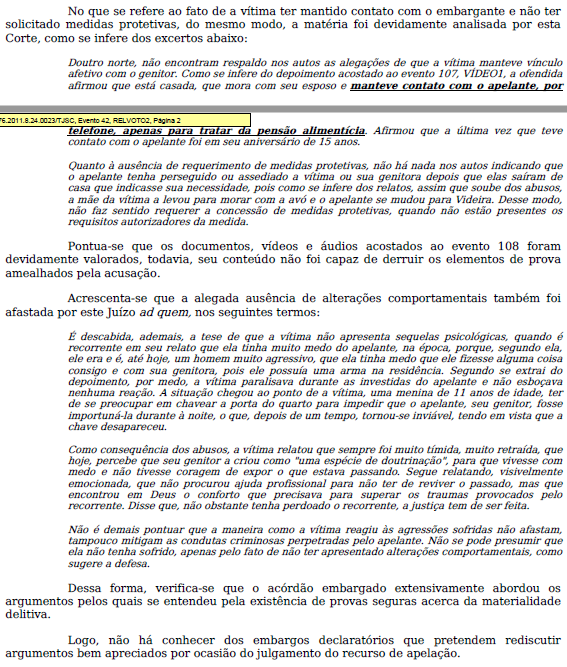 No que se refere ao fato de a vítima ter mantido contato com o embargante e não ter
solicitado medidas protetivas, do mesmo modo, a matéria foi devidamente analisada por esta
Corte, como se infere dos excertos abaixo:
Doutro norte, não encontram respaldo nos autos as alegações de que a vítima manteve vínculo
afetivo com o genitor. Como se infere do depoimento acostado ao evento 107, VÍDEO1, a ofendida
afirmou que está casada, que mora com seu esposo e manteve contato com o apelante, por
76.2011.8.24.0023/TJSC, Evento 42, RELVOTO2, Página 2
telefone, apenas para tratar da pensão alimentícia. Afirmou que a última vez que teve
contato com o apelante foi em seu aniversário de 15 anos.
Quanto à ausência de requerimento de medidas protetivas, não há nada nos autos indicando que
o apelante tenha perseguido ou assediado a vítima ou sua genitora depois que elas saíram de
casa que indicasse sua necessidade, pois como se infere dos relatos, assim que soube dos abusos,
a mãe da vítima a levou para morar com a avó e o apelante se mudou para Videira. Desse modo,
não faz sentido requerer a concessão de medidas protetivas, quando não estão presentes os
requisitos autorizadores da medida.
Pontua-se que os documentos, vídeos e áudios acostados ao evento 108 foram
devidamente valorados, todavia, seu conteúdo não foi capaz de derruir os elementos de prova
amealhados pela acusação.
Acrescenta-se que a alegada ausência de alterações comportamentais também foi
afastada por este Juízo ad quem, nos seguintes termos:
É descabida, ademais, a tese de que a vítima não apresenta sequelas psicológicas, quando é
recorrente em seu relato que ela tinha muito medo do apelante, na época, porque, segundo ela,
ele era e é, até hoje, um homem muito agressivo, que ela tinha medo que ele fizesse alguma coisa
consigo e com sua genitora, pois ele possuía uma arma na residência. Segundo se extrai do
depoimento, por medo, a vítima paralisava durante as investidas do apelante e não esboçava
nenhuma reação. A situação chegou ao ponto de a vítima, uma menina de 11 anos de idade, ter
de se preocupar em chavear a porta do quarto para impedir que o apelante, seu genitor, fosse
importuná-la durante à noite, o que, depois de um tempo, tornou-se inviável, tendo em vista que a
chave desapareceu.
Como consequência dos abusos, a vítima relatou que sempre foi muito tímida, muito retraída, que
hoje, percebe que seu genitor a criou como "uma espécie de doutrinação", para que vivesse com
medo e não tivesse coragem de expor o que estava passando. Segue relatando, visivelmente
emocionada, que não procurou ajuda profissional para não ter de reviver o passado, mas que
encontrou em Deus o conforto que precisava para superar os traumas provocados pelo
recorrente. Disse que, não obstante tenha perdoado o recorrente, a justiça tem de ser feita.
Não é demais pontuar que a maneira como a vítima reagiu às agressões sofridas não afastam,
tampouco mitigam as condutas criminosas perpetradas pelo apelante. Não se pode presumir que
ela não tenha sofrido, apenas pelo fato de não ter apresentado alterações comportamentais, como
sugere a defesa.
Dessa forma, verifica-se que o acórdão embargado extensivamente abordou os
argumentos pelos quais se entendeu pela existência de provas seguras acerca da materialidade
delitiva.
Logo, não há conhecer dos embargos declaratórios que pretendem rediscutir
argumentos bem apreciados por ocasião do julgamento do recurso de apelação.